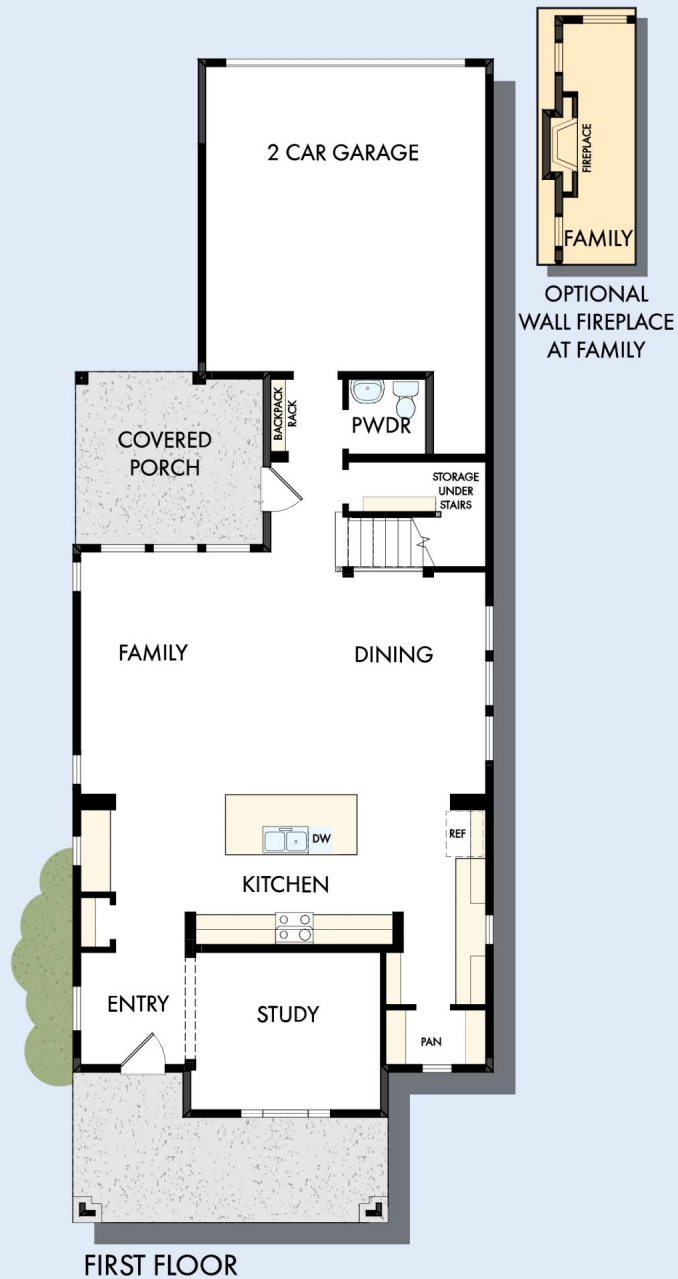 2 CAR GARAGE
FIREPLACE
FAMILY
OPTIONAL
WALL FIREPLACE
AT FAMILY
BACKPACK
RACK
PWDR
COVERED
PORCH
STORAGE
UNDER
STAIRS
FAMILY
DINING
REF
DW
KITCHEN
ENTRY
STUDY
PAN
FIRST FLOOR